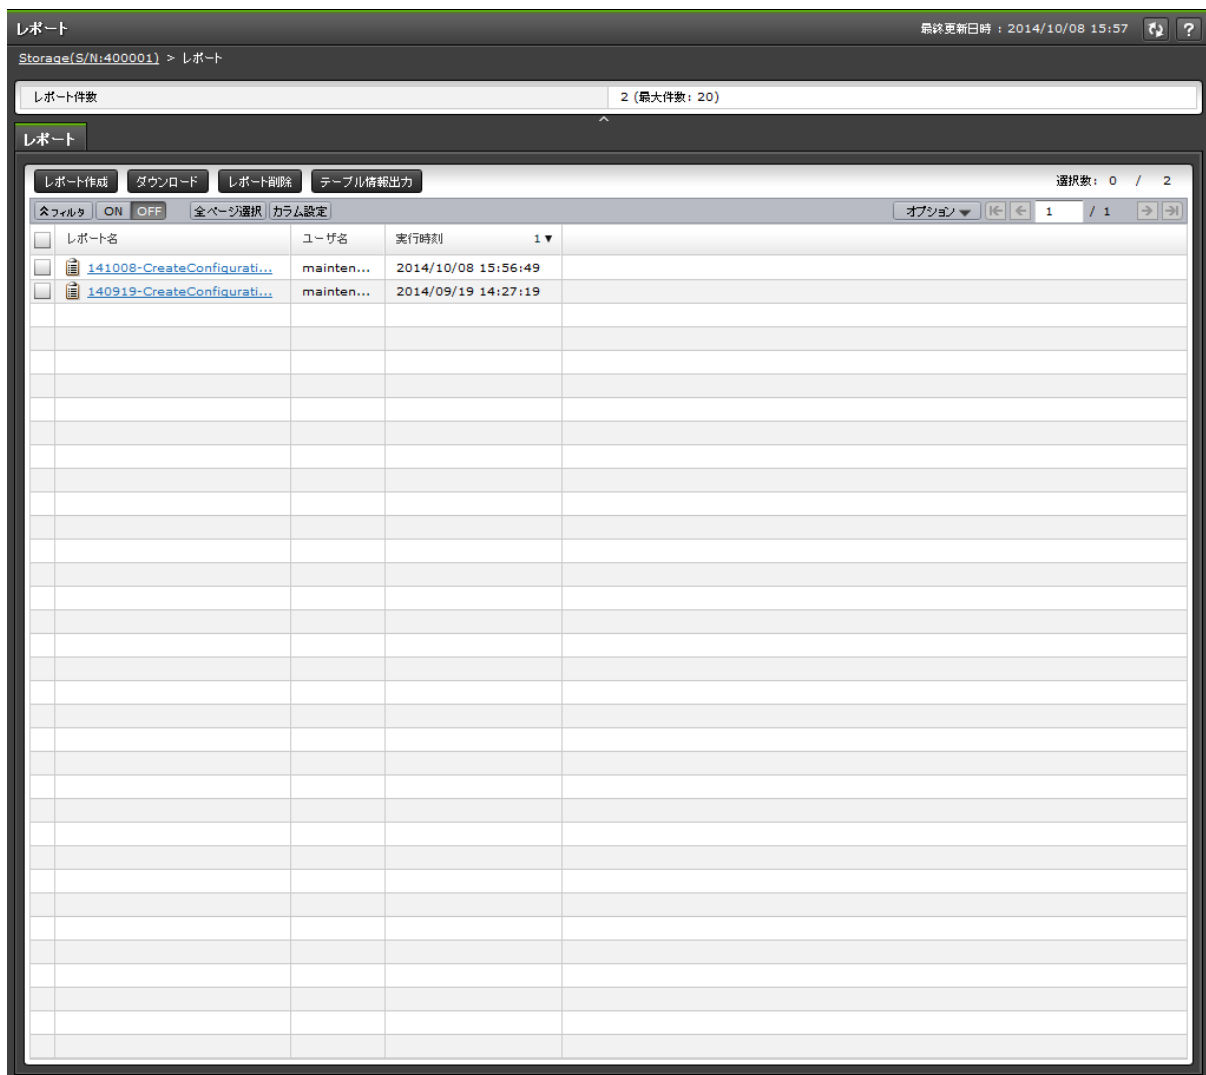 レポート 最終更新日時 : 2014/10/08 15:57 ?
Storage(S/N:400001) > レポート
レポート件数 2 (最大件数: 20)
レポート
レポート作成 ダウンロード レポート削除 テーブル情報出力 選択数: 0 / 2
フィルタ ON OFF 全ページ選択 カラム設定 オプション 1 / 1
レポート名 ユーザ名 実行時刻 1▼
141008-CreateConfigurati... mainten... 2014/10/08 15:56:49
140919-CreateConfigurati... mainten... 2014/09/19 14:27:19